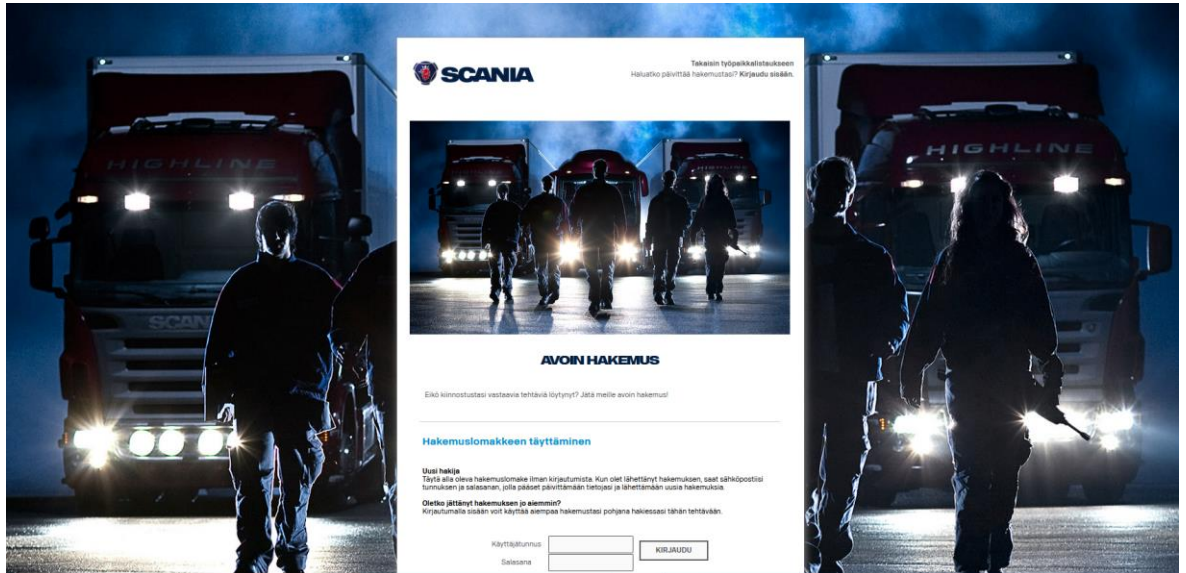 SCANIA
Takaisin työpaikkalistaukseen
Haluatko päivittää hakemustasi? Kirjaudu sisään.
HIGHLINE
HIGHLINE
SCAN
AVOIN HAKEMUS
Eikö kiinnostustasi vastaavia tehtäviä löytynyt? Jätä meille avoin hakemus!
Hakemuslomakkeen täyttäminen
Uusi hakija
Täytä alla oleva hakemuslomake ilman kirjautumista. Kun olet lähettänyt hakemuksen, saat sähköpostiisi
tunnuksen ja salasanan, jolla pääset päivittämään tietojasi ja lähettämään uusia hakemuksia.
Oletko jättänyt hakemuksen jo aiemmin?
Kirjautumalla sisään voit käyttää aiempaa hakemustasi pohjana hakiessasi tähän tehtävään.
Käyttäjätunnus
KIRJAUDU
Salasana